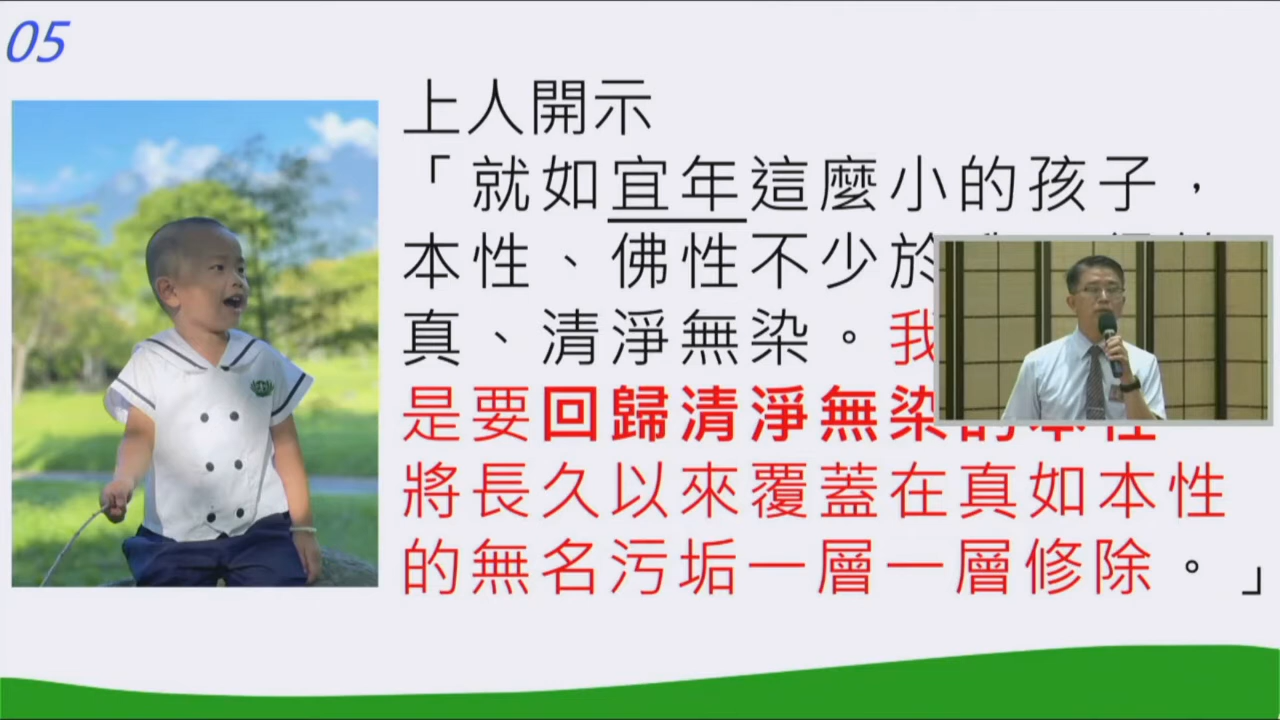 05
上人開示
「就如宜年這麼小的孩子，
本性、佛性不少於
真、清淨無染。我
是要回歸清淨無染的本性
將長久以來覆蓋在真如本性
的無名污垢一層一層修除。」